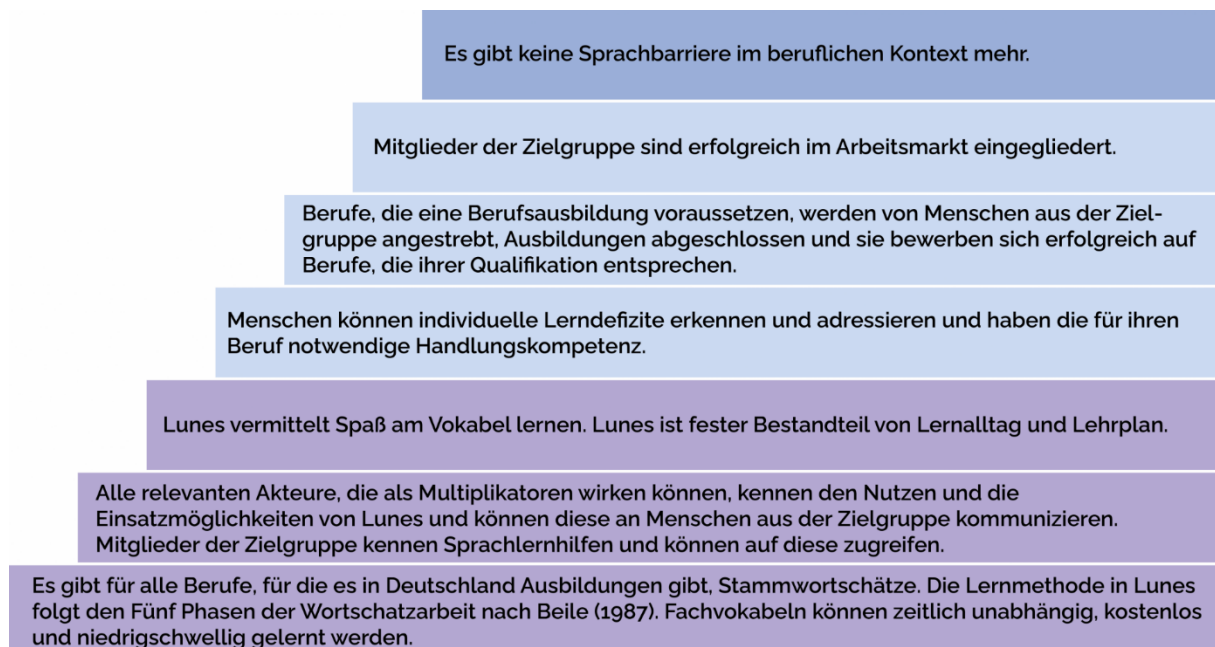 Es gibt keine Sprachbarriere im beruflichen Kontext mehr.
Mitglieder der Zielgruppe sind erfolgreich im Arbeitsmarkt eingegliedert.
Berufe, die eine Berufsausbildung voraussetzen, werden von Menschen aus der Ziel-
gruppe angestrebt, Ausbildungen abgeschlossen und sie bewerben sich erfolgreich auf
Berufe, die ihrer Qualifikation entsprechen.
Menschen können individuelle Lerndefizite erkennen und adressieren und haben die für ihren
Beruf notwendige Handlungskompetenz.
Lunes vermittelt Spaß am Vokabel lernen. Lunes ist fester Bestandteil von Lernalltag und Lehrplan.
Alle relevanten Akteure, die als Multiplikatoren wirken können, kennen den Nutzen und die
Einsatzmöglichkeiten von Lunes und können diese an Menschen aus der Zielgruppe kommunizieren.
Mitglieder der Zielgruppe kennen Sprachlernhilfen und können auf diese zugreifen.
Es gibt für alle Berufe, für die es in Deutschland Ausbildungen gibt, Stammwortschätze. Die Lernmethode in Lunes
folgt den Fünf Phasen der Wortschatzarbeit nach Beile (1987). Fachvokabeln können zeitlich unabhängig, kostenlos
und niedrigschwellig gelernt werden.